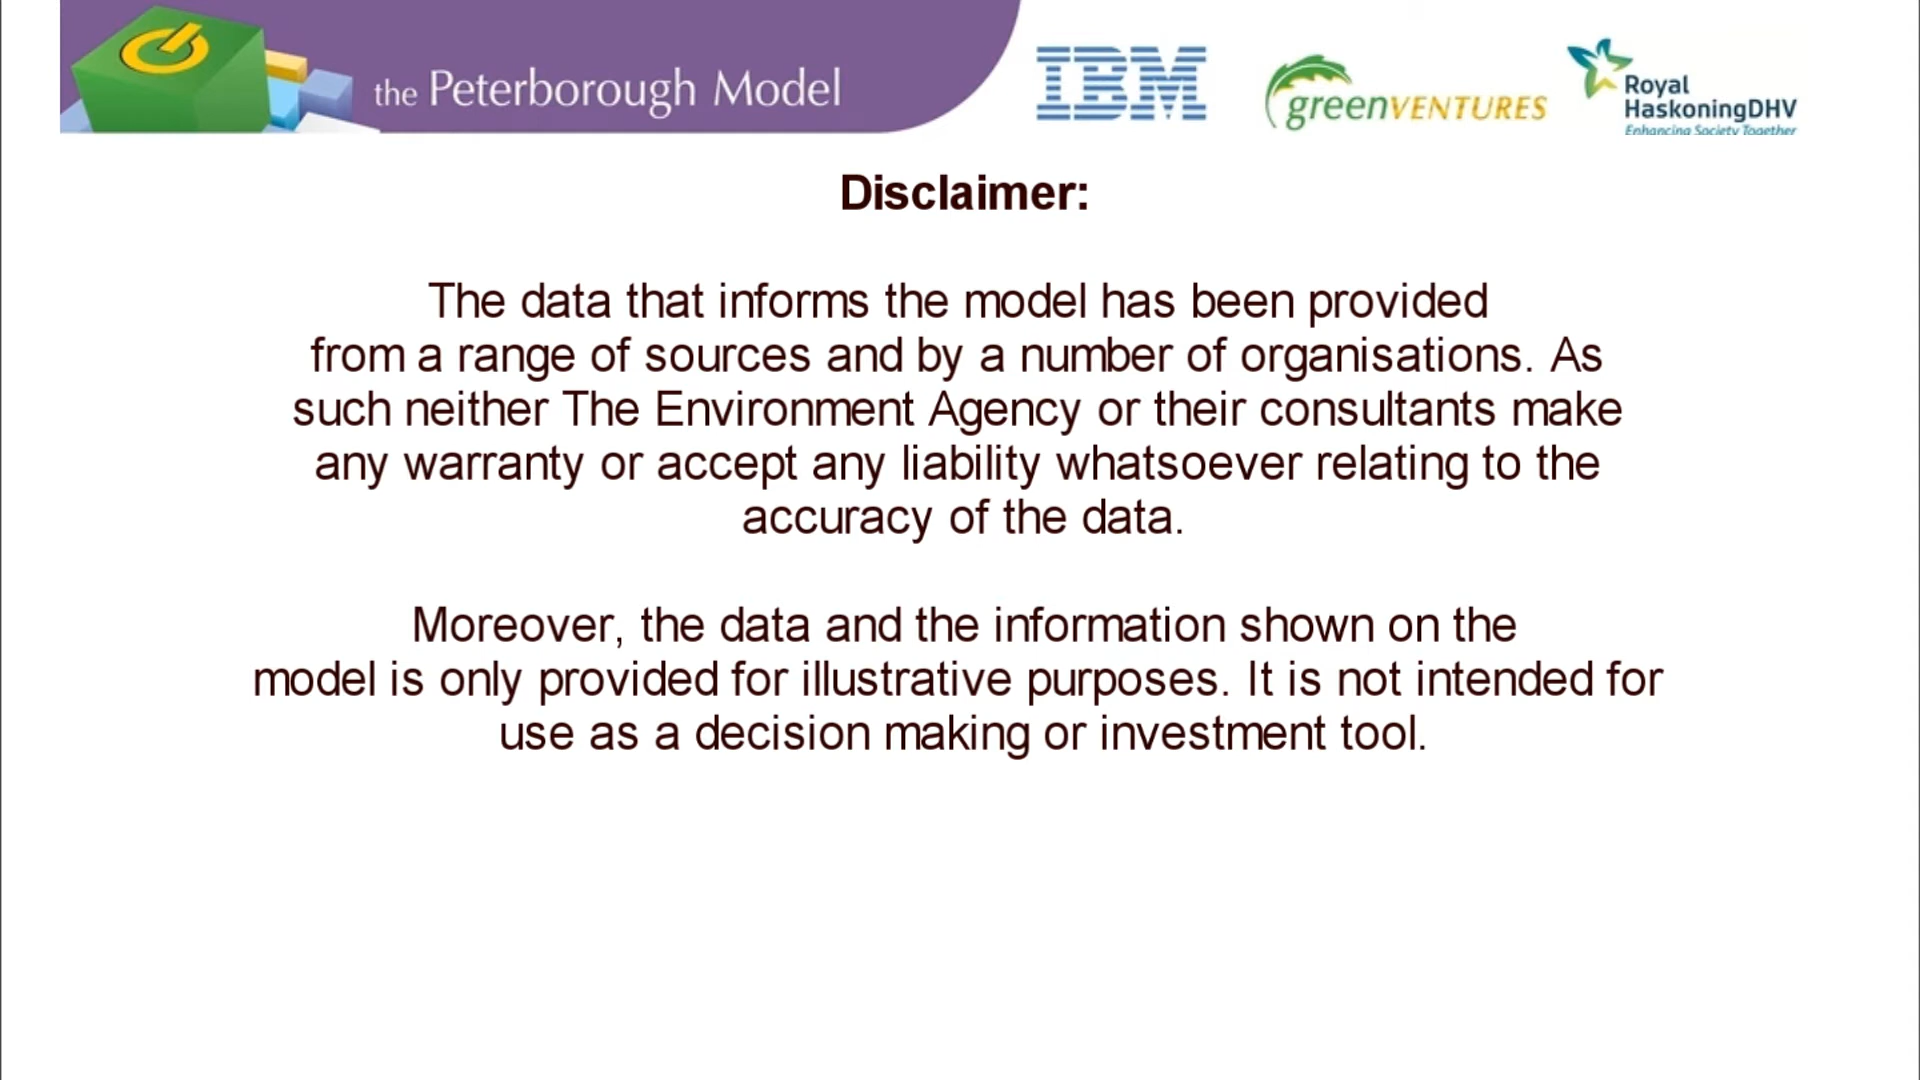 the Peterborough Model
IBM
greenVENTURES
Royal
HaskoningDHV
Enhancing Society Together
Disclaimer:
The data that informs the model has been provided
from a range of sources and by a number of organisations. As
such neither The Environment Agency or their consultants make
any warranty or accept any liability whatsoever relating to the
accuracy of the data.
Moreover, the data and the information shown on the
model is only provided for illustrative purposes. It is not intended for
use as a decision making or investment tool.